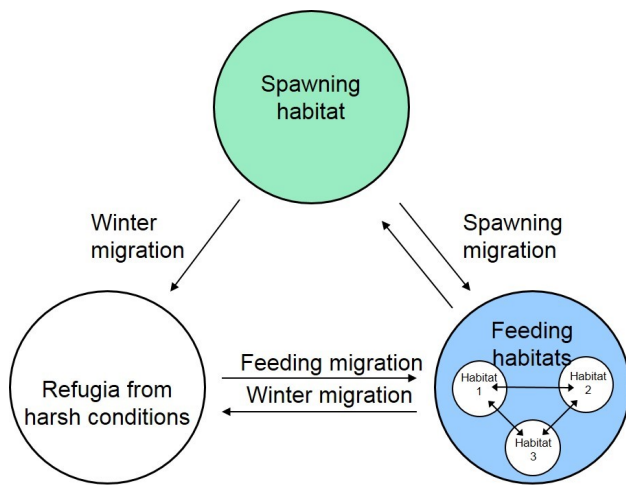 Spawning
habitat
Winter
migration
Spawning
migration
Feeding
habitats
Habitat
1
Habitat
2
Habitat
3
Feeding migration
Winter migration
Refugia from
harsh conditions